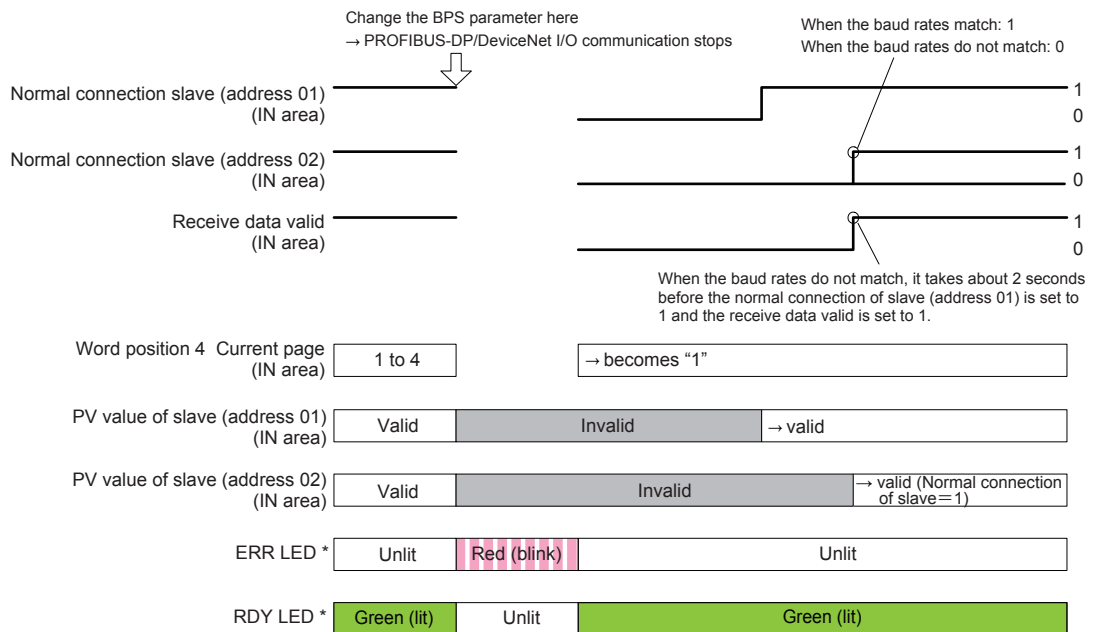 Change the BPS parameter here
→ PROFIBUS-DP/DeviceNet I/O communication stops
When the baud rates match: 1
When the baud rates do not match: 0
Normal connection slave (address 01)
(IN area)
1
0
Normal connection slave (address 02)
(IN area)
1
0
Receive data valid
(IN area)
1
0
When the baud rates do not match, it takes about 2 seconds
before the normal connection of slave (address 01) is set to
1 and the receive data valid is set to 1.
Word position 4 Current page
(IN area)
1 to 4
→ becomes “1”
PV value of slave (address 01)
(IN area)
Valid
Invalid
→ valid
PV value of slave (address 02)
(IN area)
Valid
Invalid
→ valid (Normal connection
of slave＝1)
ERR LED *
Unlit
Red (blink)
Unlit
RDY LED *
Green (lit)
Unlit
Green (lit)